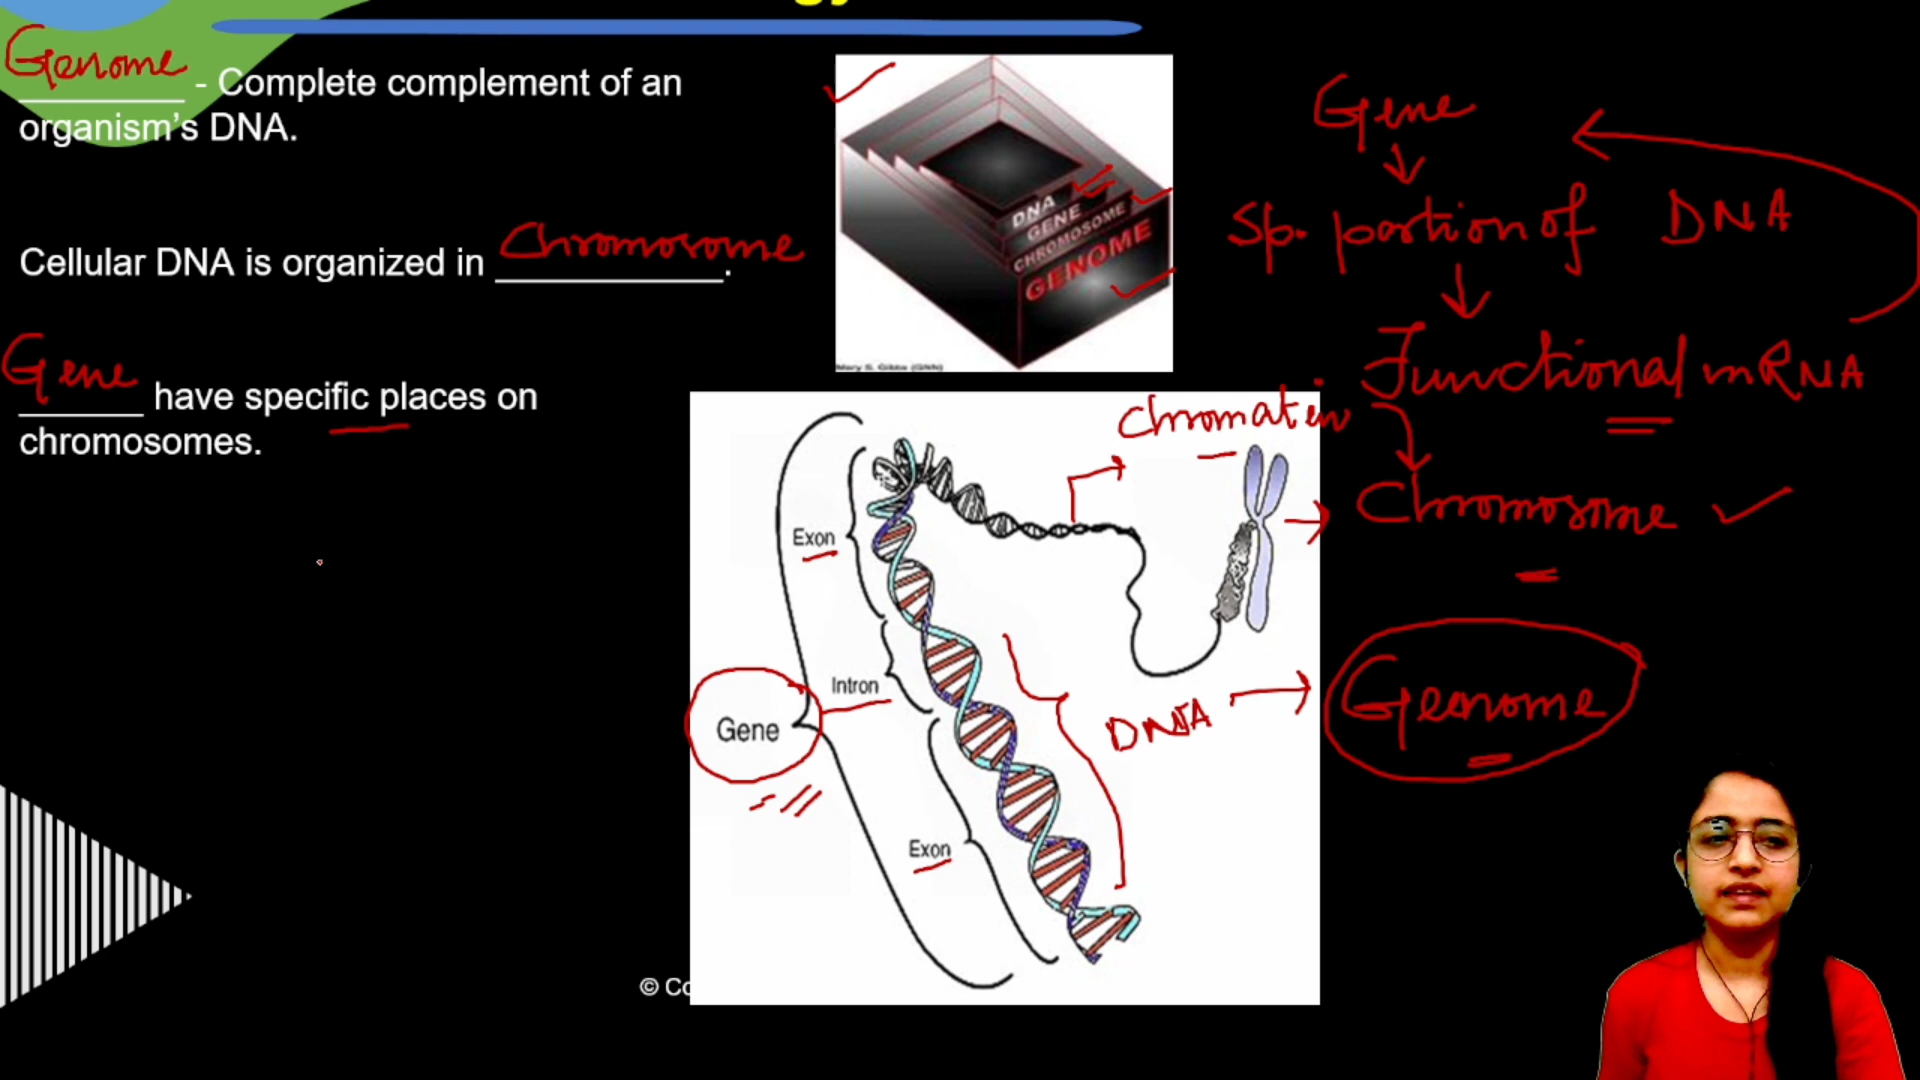 Genome - Complete complement of an
organism's DNA.
Cellular DNA is organized in Chromosome.
Gene have specific places on
chromosomes.
DNA
GENE
CHROMOSOME
GENOME
Gene
Sp. portion of DNA
Functional mRNA
Chromatin
Chromosome
Exon
Intron
Gene
DNA
Genome
Exon